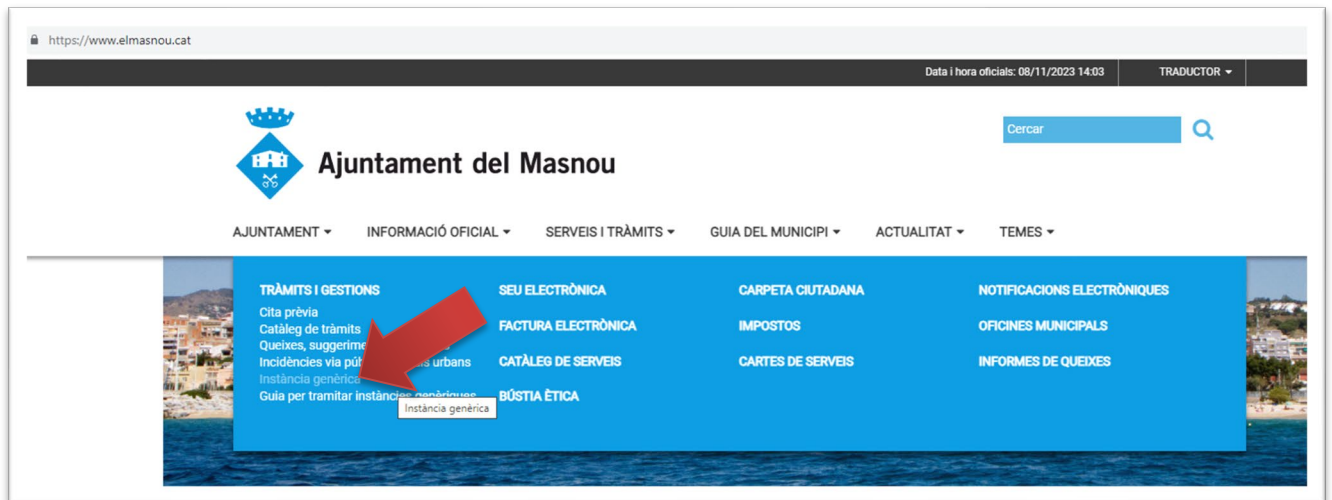 https://www.elmasnou.cat
Data i hora oficials: 08/11/2023 14:03 TRADUCTOR
Cercar
Ajuntament del Masnou
AJUNTAMENT INFORMACIÓ OFICIAL SERVEIS I TRÀMITS GUIA DEL MUNICIPI ACTUALITAT TEMES
TRÀMITS I GESTIONS SEU ELECTRÒNICA CARPETA CIUTADANA NOTIFICACIONS ELECTRÒNIQUES
Cita prèvia
Catàleg de tràmits FACTURA ELECTRÒNICA IMPOSTOS OFICINES MUNICIPALS
Queixes,
Incidències via urbans CATÀLEG DE SERVEIS CARTES DE SERVEIS INFORMES DE QUEIXES
Instància genèrica
Guia per tramitar instàncies genèriques BÚSTIA ÈTICA
Instància genèrica